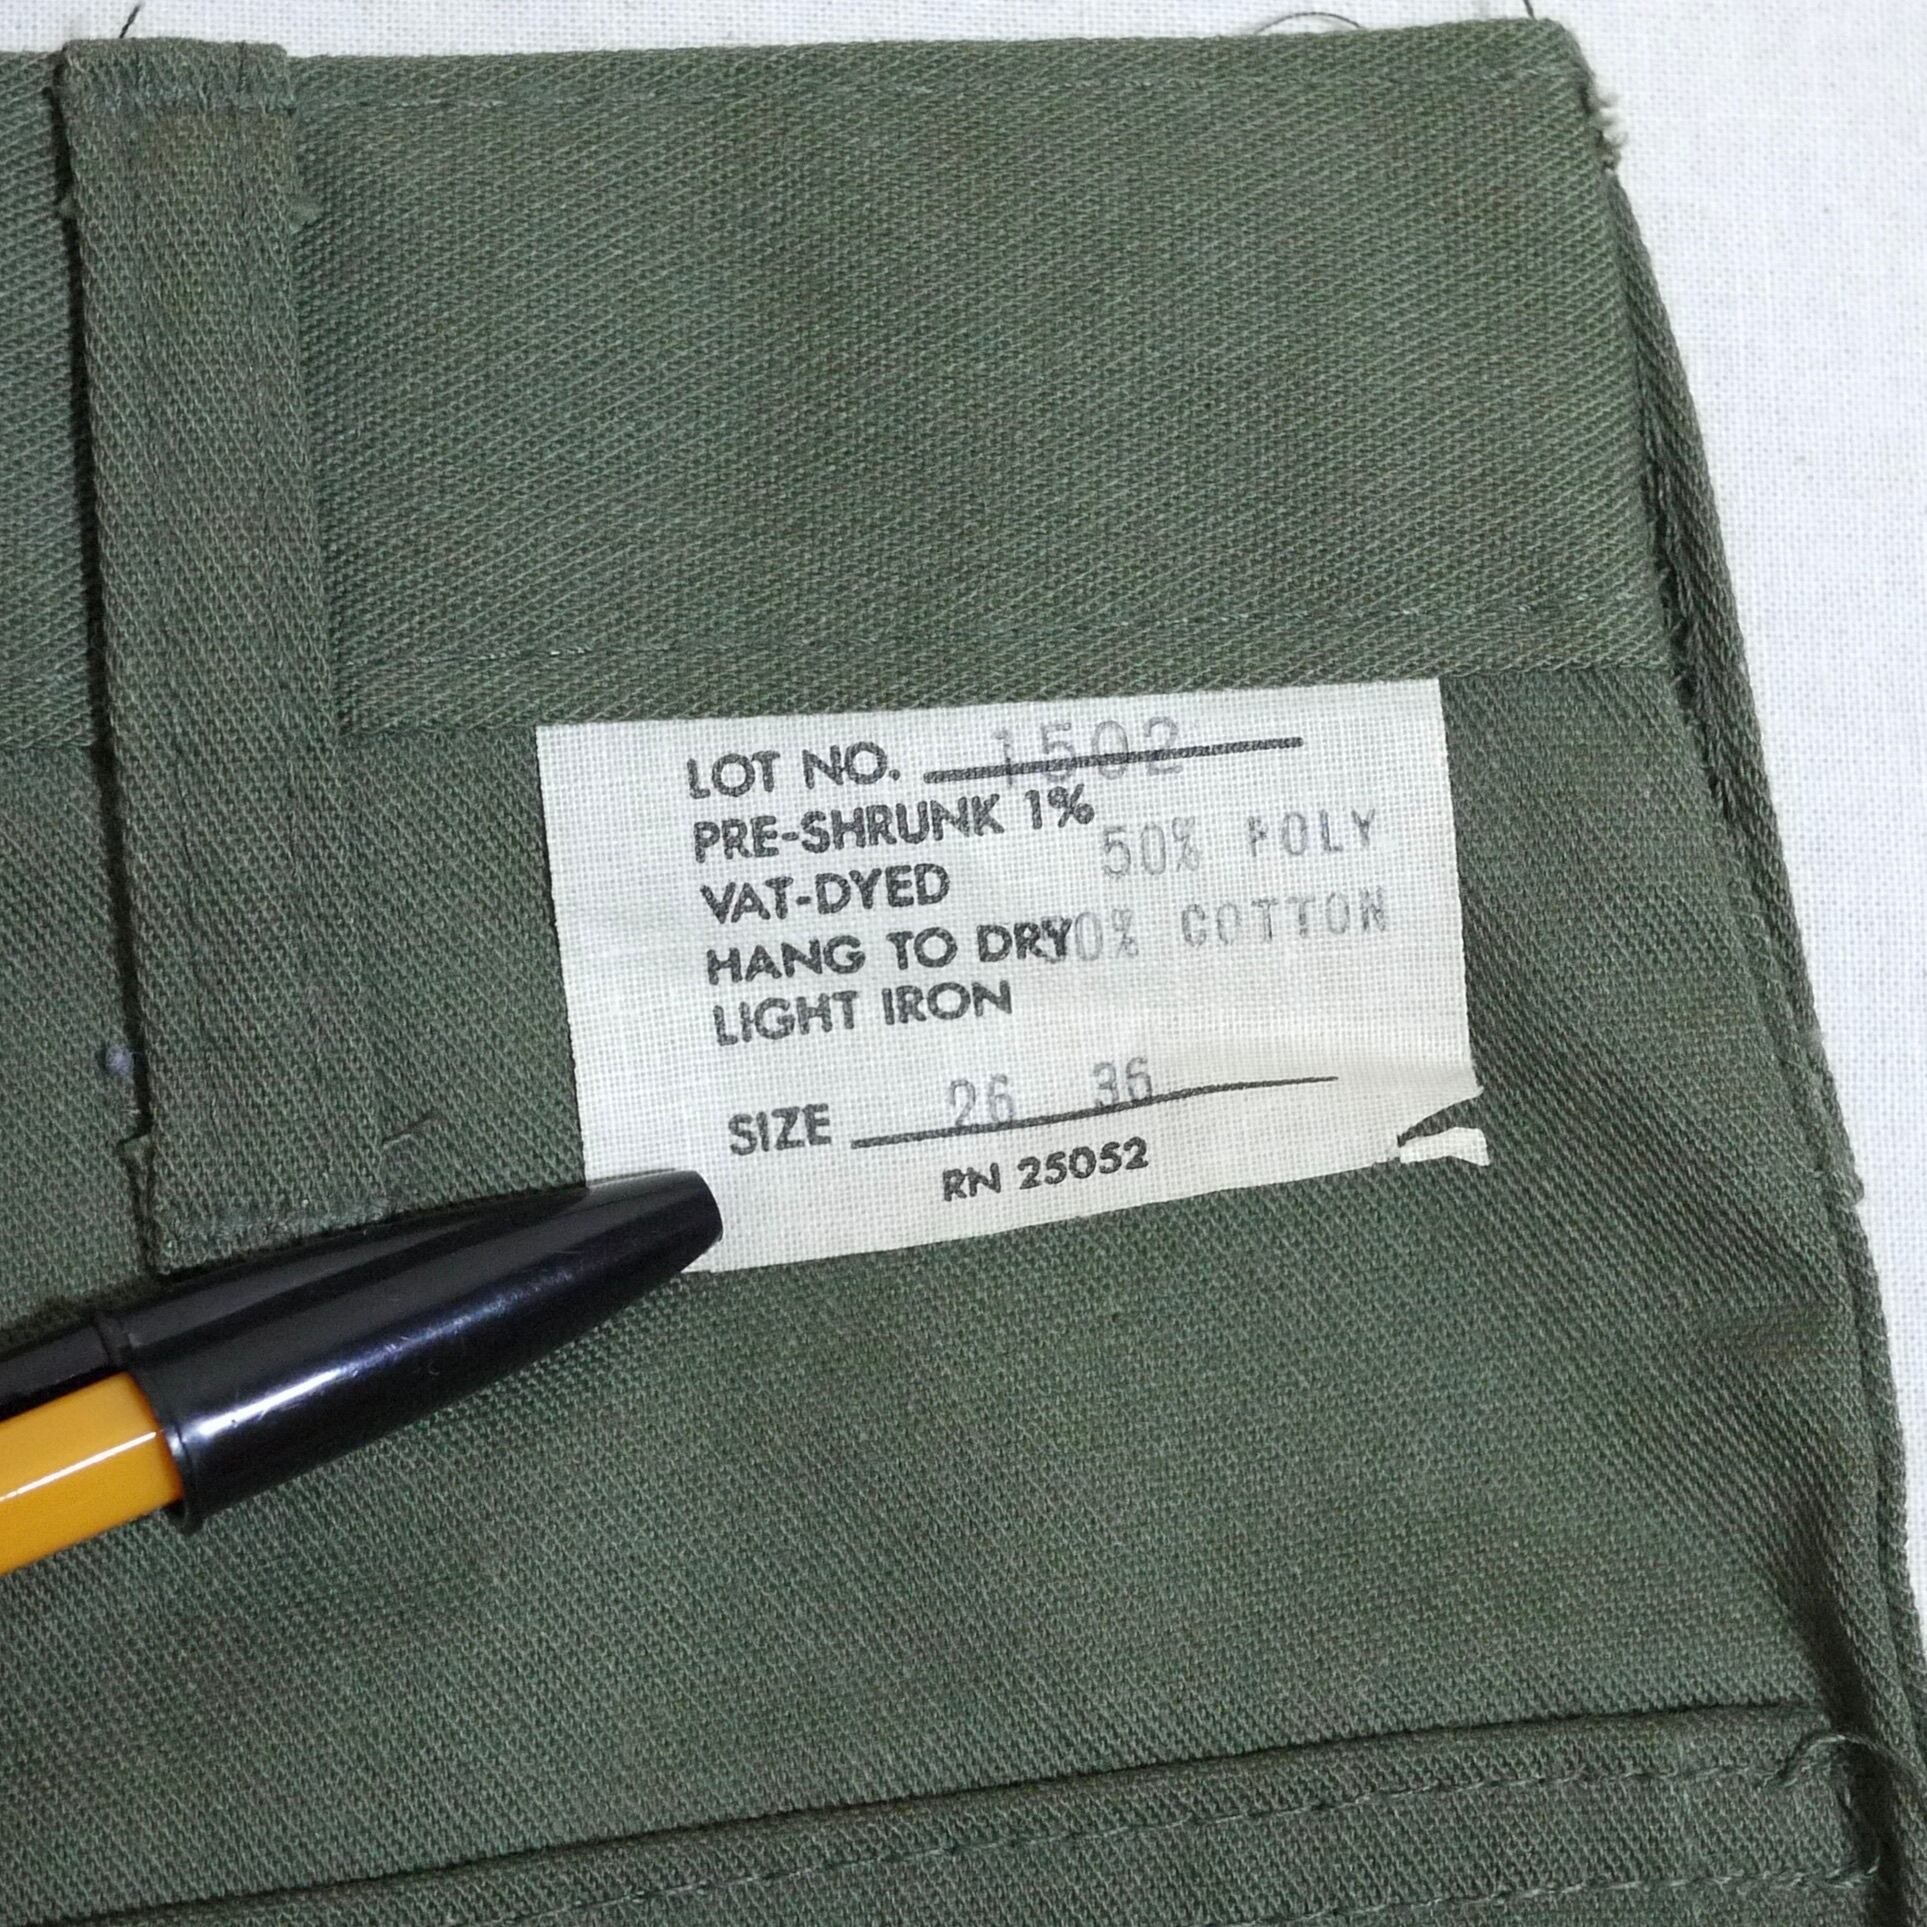 LOT NO. 1502
PRE-SHRUNK 1%
50% POLY
VAT-DYED
HANG TO DRY 50% COTTON
LIGHT IRON
SIZE 26 36
RN 25052